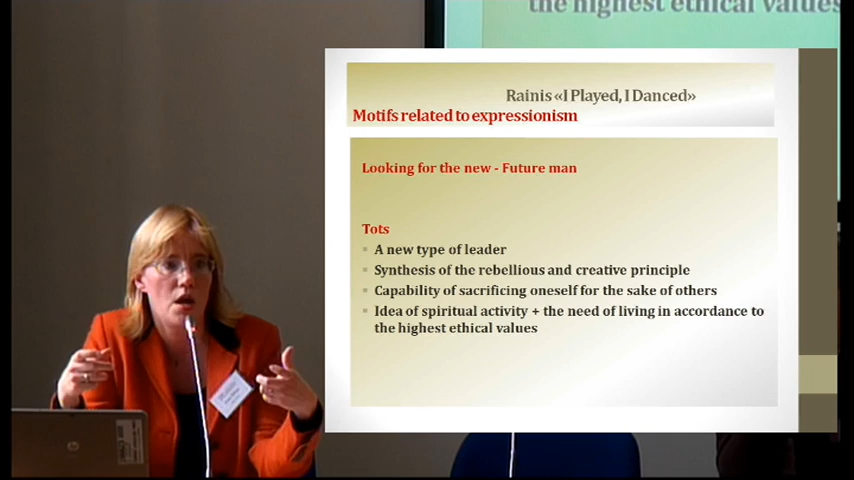 the highest ethical values
Rainis «I Played, I Danced»
Motifs related to expressionism
Looking for the new - Future man
Tots
A new type of leader
Synthesis of the rebellious and creative principle
Capability of sacrificing oneself for the sake of others
Idea of spiritual activity + the need of living in accordance to
the highest ethical values
hp